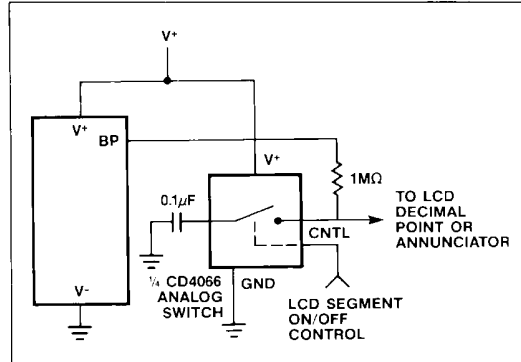 V+
V+
BP
V+
0.1µF
1MΩ
TO LCD
DECIMAL
POINT OR
ANNUNCIATOR
CNTL
V-
¼ CD4066
ANALOG
SWITCH
GND
LCD SEGMENT
ON/OFF
CONTROL